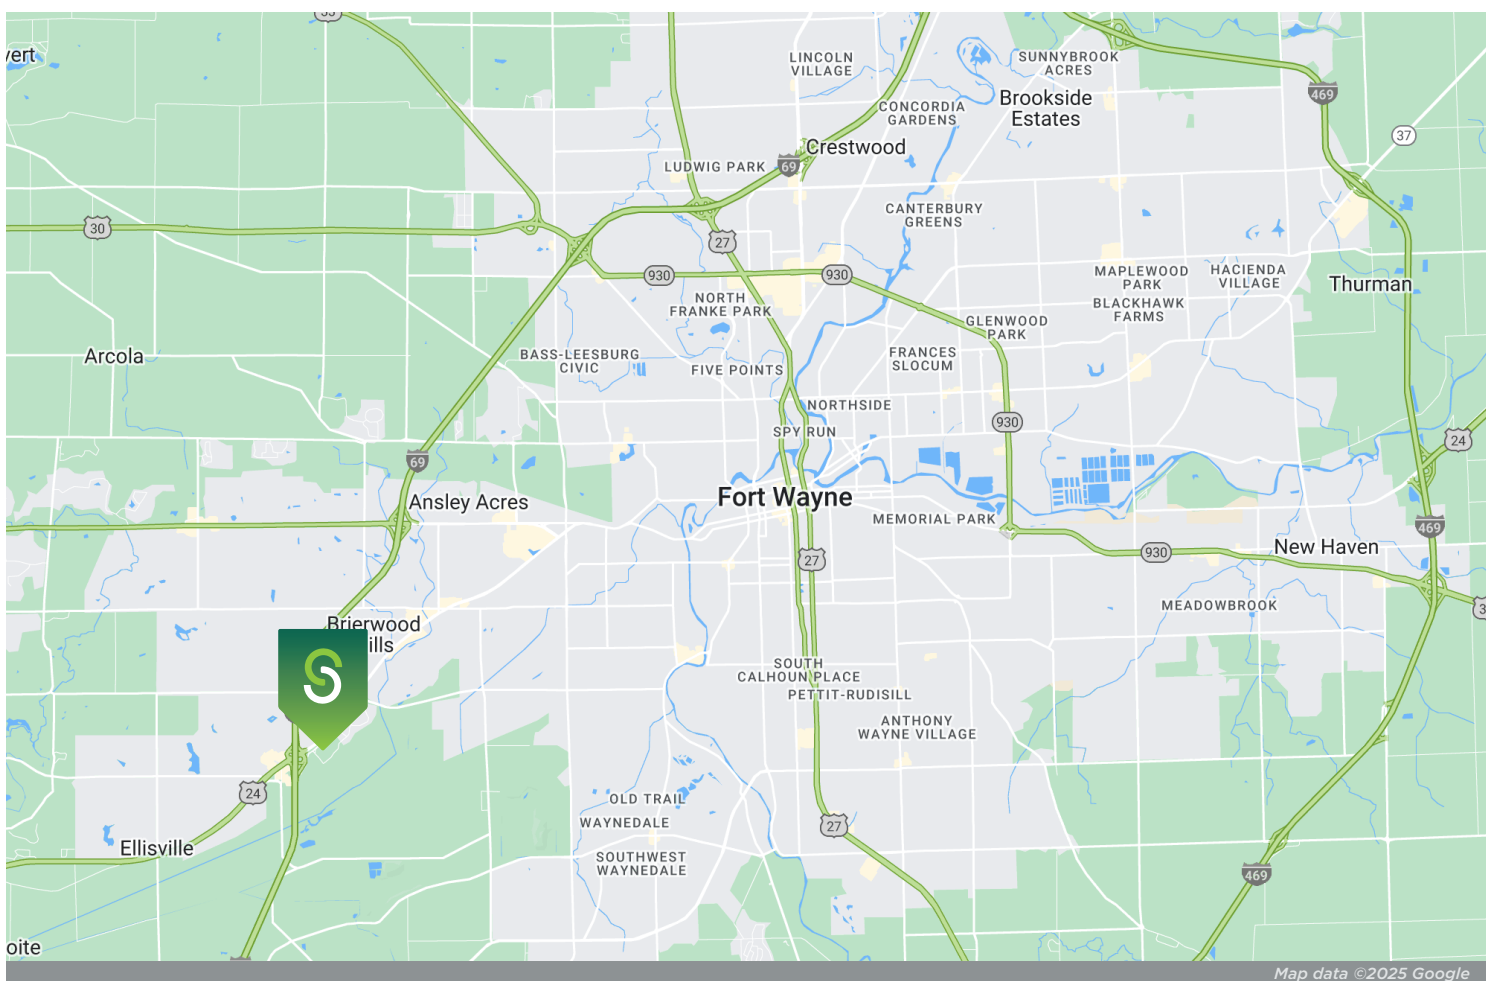 33
vert
LINCOLN
VILLAGE
SUNNYBROOK
ACRES
Brookside
Estates
469
CONCORDIA
GARDENS
37
Crestwood
LUDWIG PARK
69
CANTERBURY
GREENS
30
27
930
930
MAPLEWOOD
PARK
HACIENDA
VILLAGE
Thurman
NORTH
FRANKE PARK
BLACKHAWK
FARMS
GLENWOOD
PARK
Arcola
BASS-LEESBURG
CIVIC
FIVE POINTS
FRANCES
SLOCUM
NORTHSIDE
930
SPY RUN
24
69
Fort Wayne
Ansley Acres
MEMORIAL PARK
469
New Haven
930
27
MEADOWBROOK
Brierwood
ills
SOUTH
CALHOUN PLACE
PETTIT-RUDISILL
ANTHONY
WAYNE VILLAGE
24
OLD TRAIL
WAYNEDALE
27
Ellisville
SOUTHWEST
WAYNEDALE
469
oite
Map data ©2025 Google